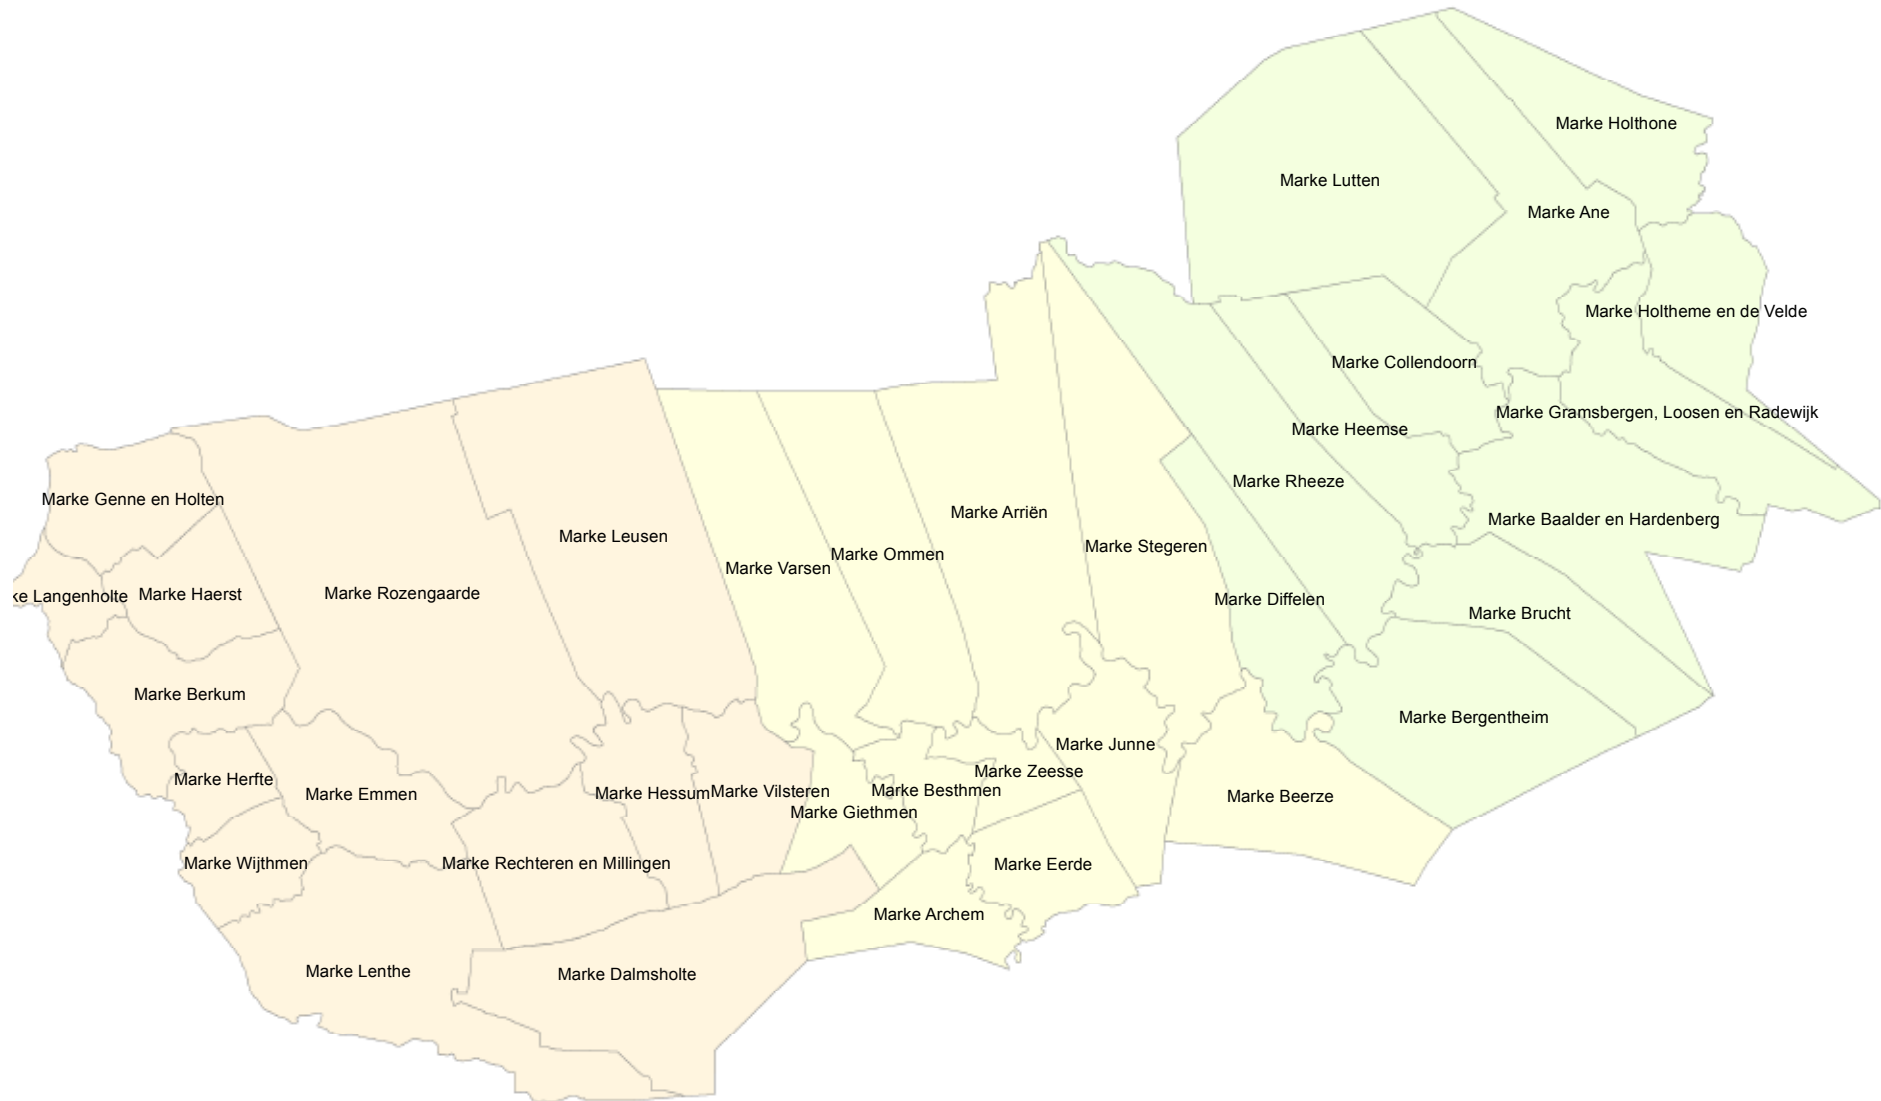 Marke Holthone
Marke Lutten
Marke Ane
Marke Holtheme en de Velde
Marke Collendoorn
Marke Gramsbergen, Loosen en Radewijk
Marke Heemse
Marke Rheeze
Marke Genne en Holten
Marke Arriën
Marke Baalder en Hardenberg
Marke Leusen
Marke Stegeren
Marke Ommen
Marke Varsen
ke Langenholte
Marke Haerst
Marke Rozengaarde
Marke Diffelen
Marke Brucht
Marke Berkum
Marke Bergentheim
Marke Junne
Marke Zeesse
Marke Herfte
Marke Emmen
Marke Hessum
Marke Vilsteren
Marke Besthmen
Marke Beerze
Marke Giethmen
Marke Wijthmen
Marke Rechteren en Millingen
Marke Eerde
Marke Archem
Marke Lenthe
Marke Dalmsholte